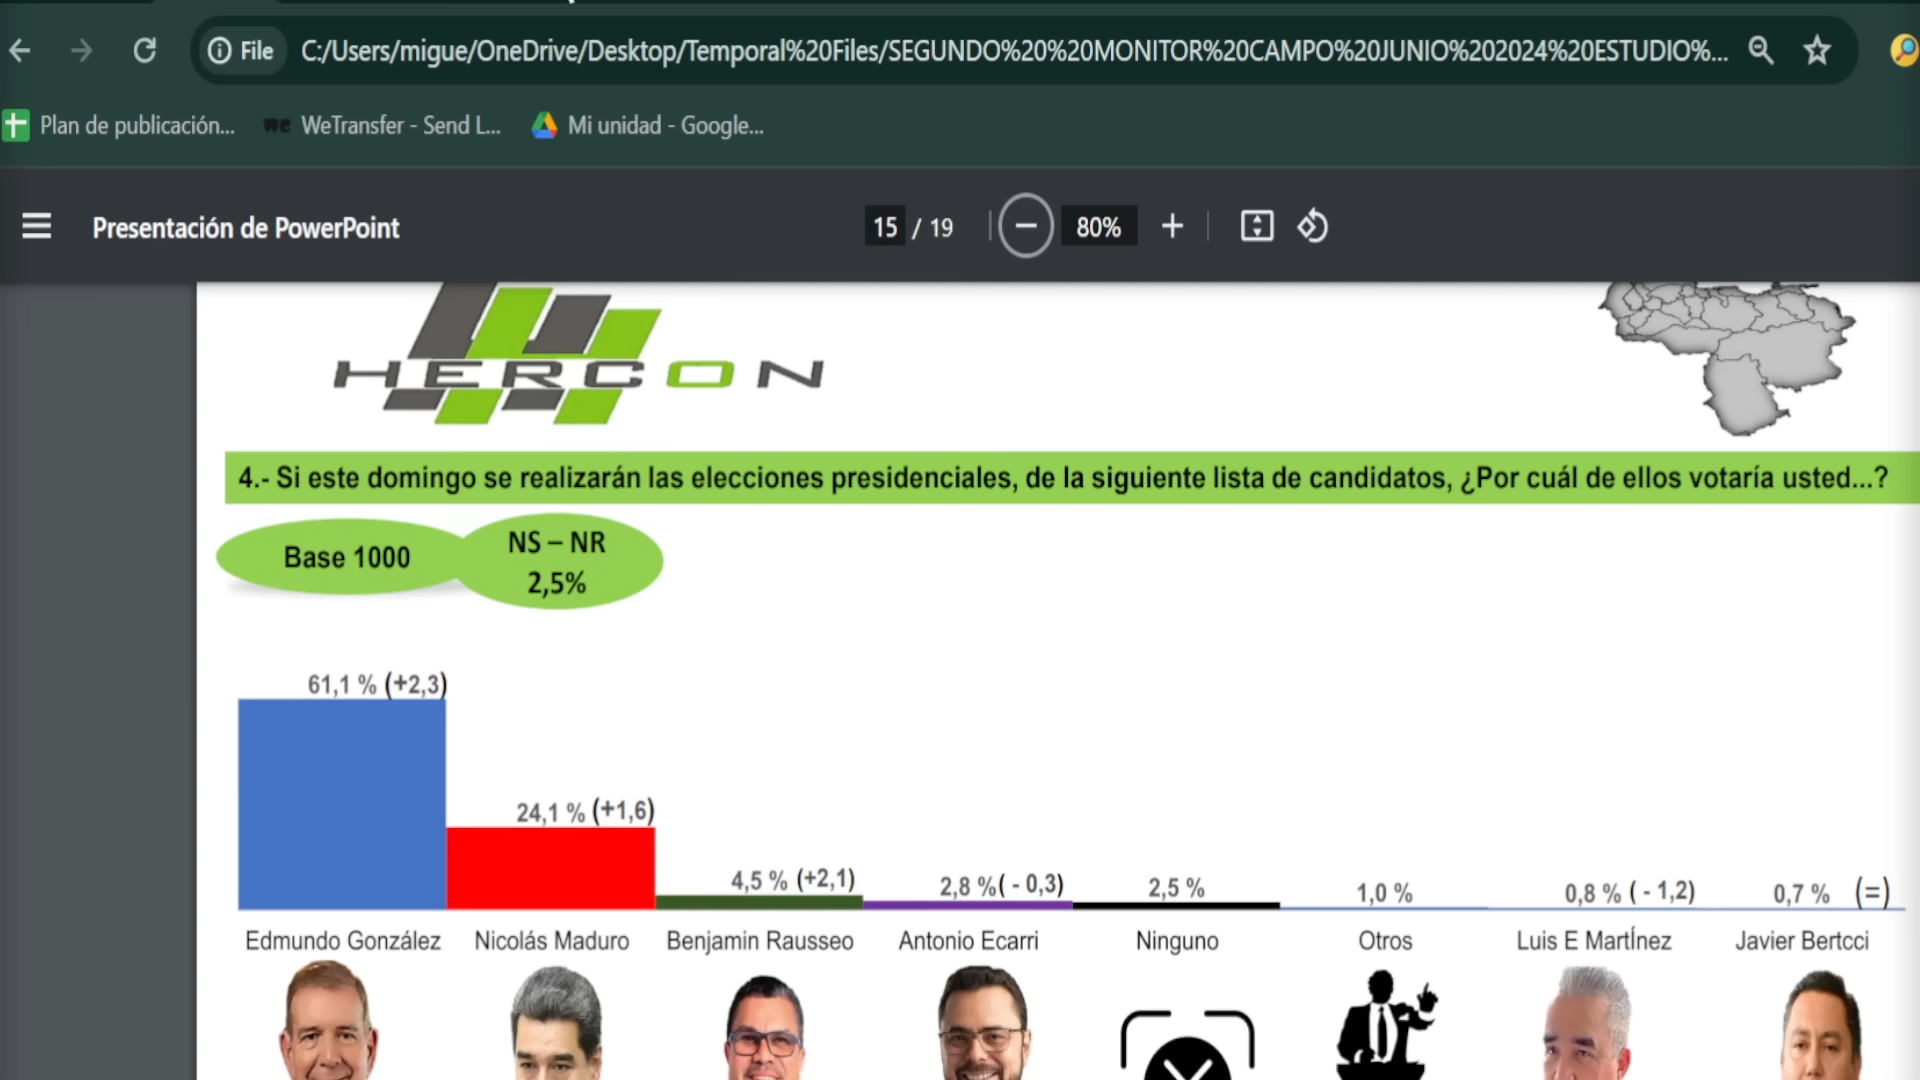 File
C:/Users/migue/OneDrive/Desktop/Temporal%20Files/SEGUNDO%20%20MONITOR%20CAMPO%20JUNIO%202024%20ESTUDIO%...
Plan de publicación...
WeTransfer - Send L...
Mi unidad - Google...
Presentación de PowerPoint
15 / 19
80%
HERCON
4.- Si este domingo se realizarán las elecciones presidenciales, de la siguiente lista de candidatos, ¿Por cuál de ellos votaría usted...?
Base 1000
NS – NR
2,5%
61,1 % (+2,3)
24,1 % (+1,6)
4,5 % (+2,1)
2,8 %( - 0,3)
2,5 %
1,0 %
0,8 % ( - 1,2)
0,7 % (=)
Edmundo González
Nicolás Maduro
Benjamin Rausseo
Antonio Ecarri
Ninguno
Otros
Luis E MartÍnez
Javier Bertcci